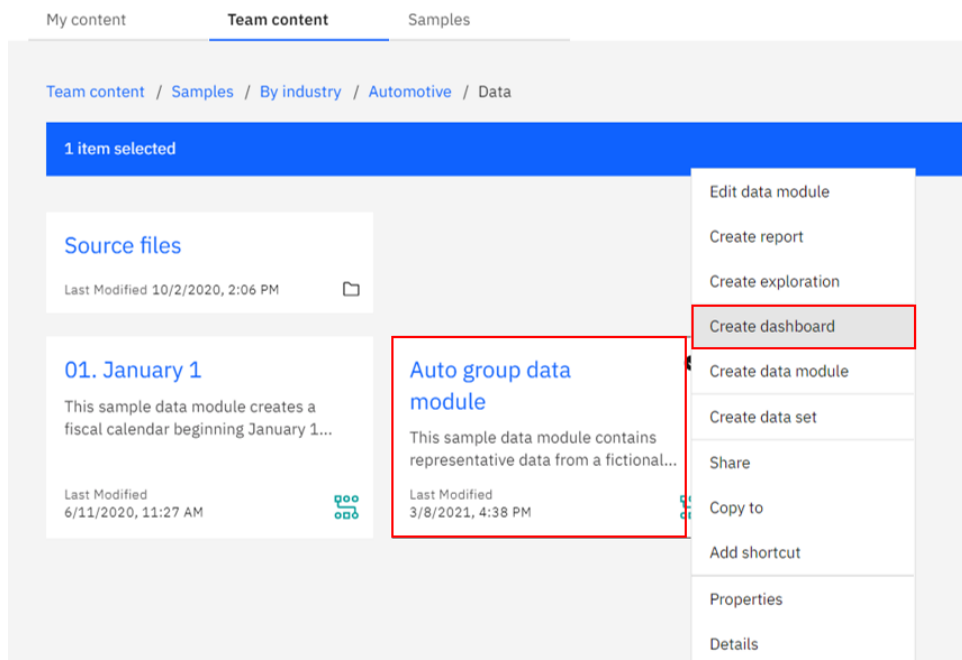 My content Team content Samples
Team content / Samples / By industry / Automotive / Data
1 item selected
Source files
Last Modified 10/2/2020, 2:06 PM
01. January 1
This sample data module creates a
fiscal calendar beginning January 1...
Last Modified
6/11/2020, 11:27 AM
Auto group data
module
This sample data module contains
representative data from a fictional...
Last Modified
3/8/2021, 4:38 PM
Edit data module
Create report
Create exploration
Create dashboard
Create data module
Create data set
Share
Copy to
Add shortcut
Properties
Details